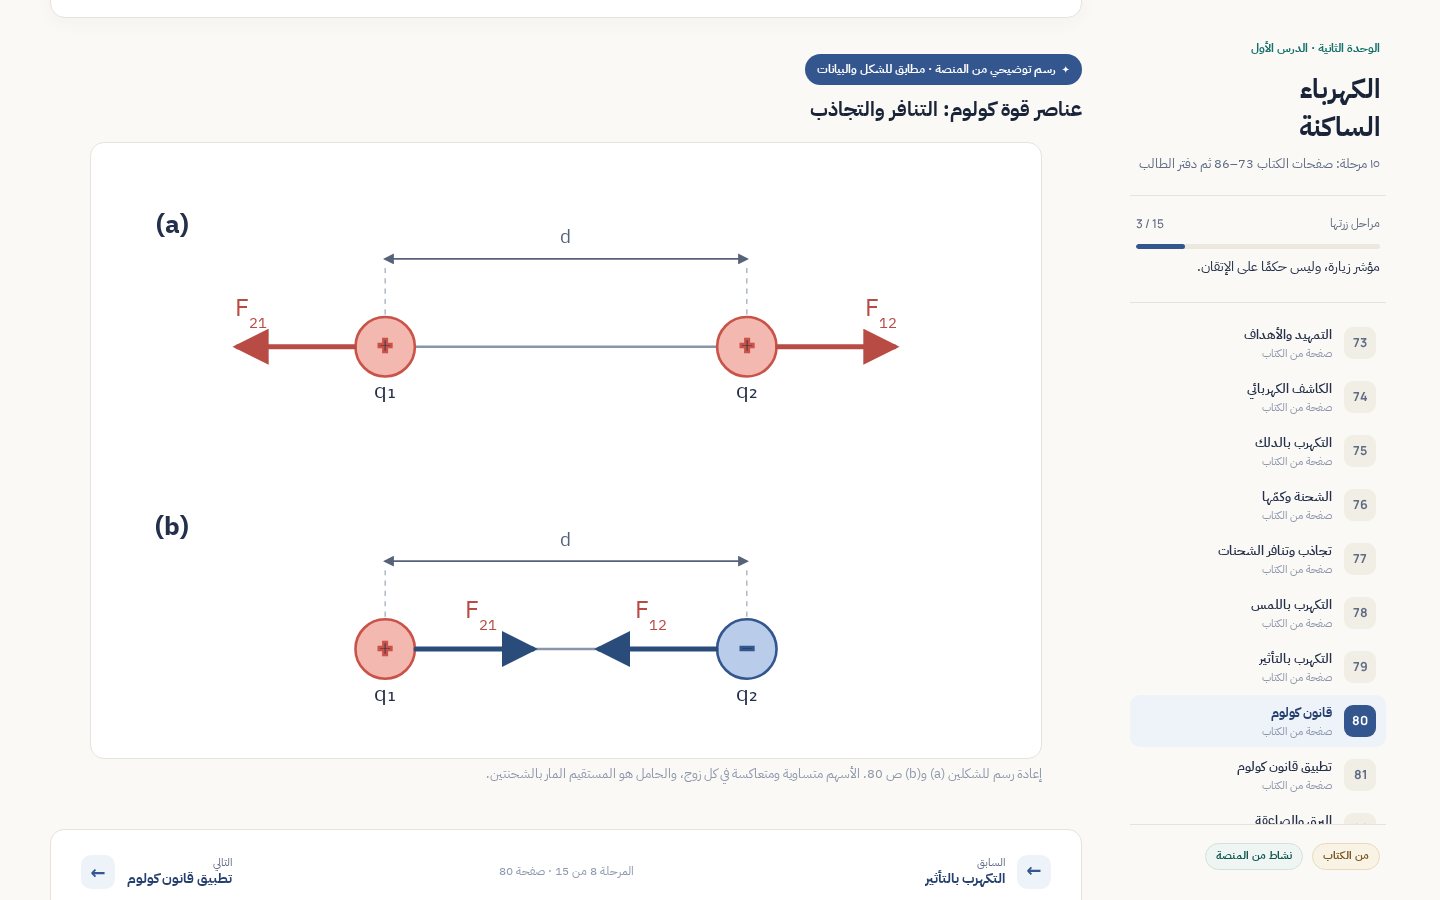 الوحدة الثانية · الدرس الأول
الكهرباء
الساكنة
١٥ مرحلة: صفحات الكتاب 73–86 ثم دفتر الطالب
مراحل زرتها
3 / 15
مؤشر زيارة، وليس حكمًا على الإتقان.
73
التمهيد والأهداف
صفحة من الكتاب
74
الكاشف الكهربائي
صفحة من الكتاب
75
التكهرب بالدلك
صفحة من الكتاب
76
الشحنة وكمّها
صفحة من الكتاب
77
تجاذب وتنافر الشحنات
صفحة من الكتاب
78
التكهرب باللمس
صفحة من الكتاب
79
التكهرب بالتأثير
صفحة من الكتاب
80
قانون كولوم
صفحة من الكتاب
81
تطبيق قانون كولوم
صفحة من الكتاب
البرق والصاعقة
من الكتاب
نشاط من المنصة
✦ رسم توضيحي من المنصة · مطابق للشكل والبيانات
عناصر قوة كولوم: التنافر والتجاذب
(a)
d
F21
F12
+
+
q₁
q₂
(b)
d
F21
F12
+
−
q₁
q₂
إعادة رسم للشكلين (a) و(b) ص 80. الأسهم متساوية ومتعاكسة في كل زوج، والحامل هو المستقيم المار بالشحنتين.
← السابق
التكهرب بالتأثير
المرحلة 8 من 15 · صفحة 80
التالي
تطبيق قانون كولوم ←